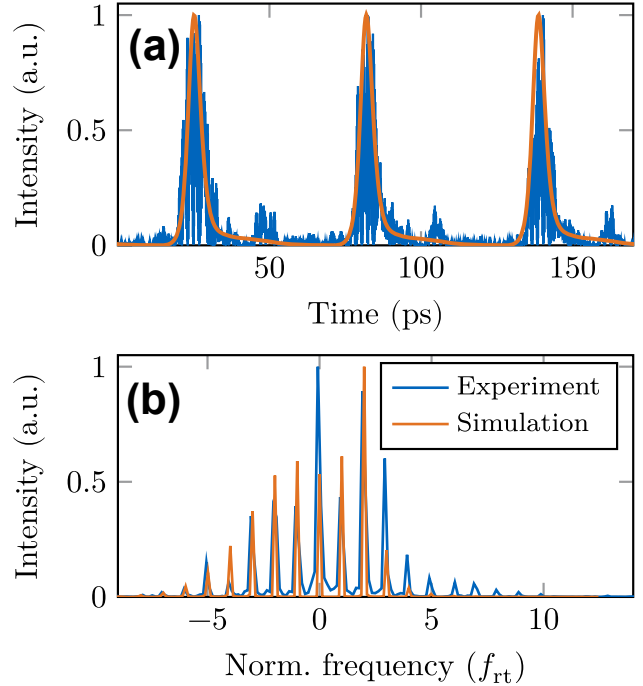 (a)
1
0.5
0
Intensity (a.u.)
50
100
150
Time (ps)
(b)
1
0.5
0
Intensity (a.u.)
Experiment
Simulation
−5
0
5
10
Norm. frequency (f_rt)